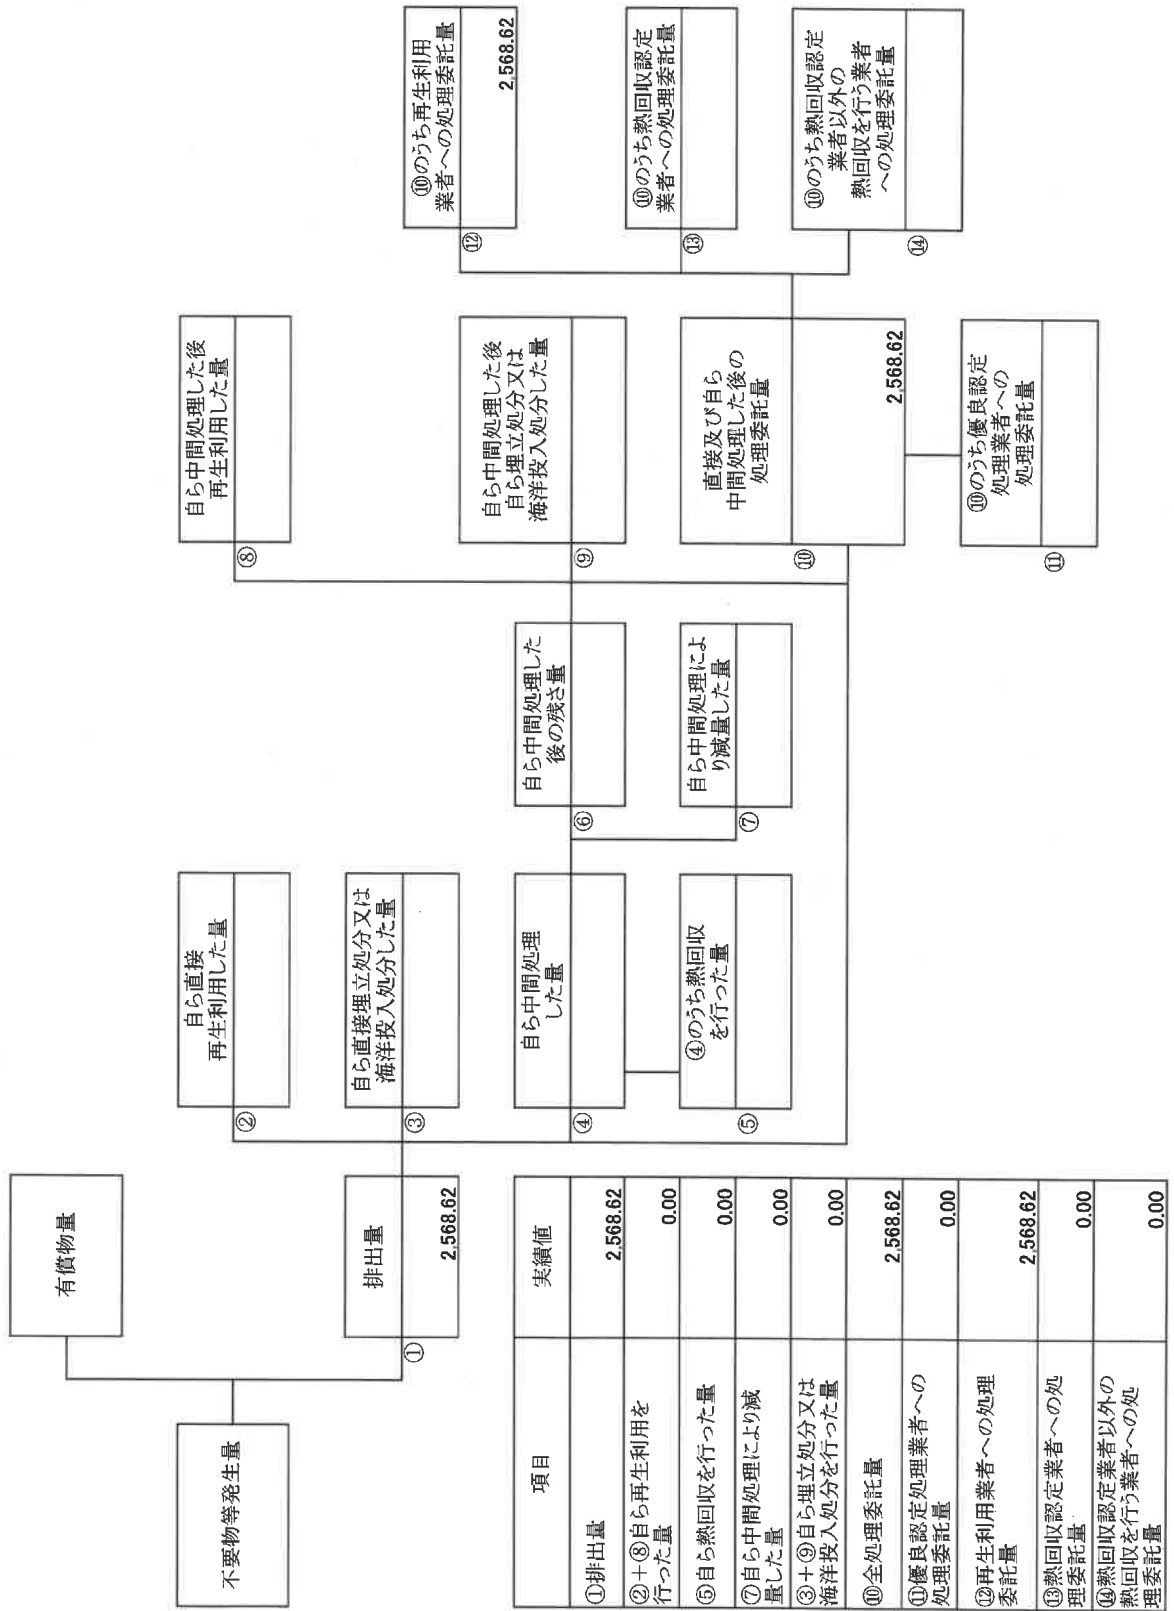 不要物等発生量
有償物量
排出量
①
2,568.62
自ら直接
再生利用した量
②
自ら直接埋立処分又は
海洋投入処分した量
③
自ら中間処理
した量
④
④のうち熱回収
を行った量
⑤
自ら中間処理した
後の残さ量
⑥
自ら中間処理によ
り減量した量
⑦
自ら中間処理した後
再生利用した量
⑧
自ら中間処理した後
自ら埋立処分又は
海洋投入処分した量
⑨
直接及び自ら
中間処理した後の
処理委託量
⑩
2,568.62
⑩のうち優良認定
処理業者への
処理委託量
⑪
⑩のうち再生利用
業者への処理委託量
⑫
2,568.62
⑩のうち熱回収認定
業者への処理委託量
⑬
⑩のうち熱回収認定
業者以外の
熱回収を行う業者
への処理委託量
⑭
項目 実績値
①排出量 2,568.62
②+⑧自ら再生利用を
行った量 0.00
⑤自ら熱回収を行った量 0.00
⑦自ら中間処理により減
量した量 0.00
③+⑨自ら埋立処分又は
海洋投入処分を行った量 0.00
⑩全処理委託量 2,568.62
⑪優良認定処理業者への
処理委託量 0.00
⑫再生利用業者への処理
委託量 2,568.62
⑬熱回収認定業者への処
理委託量 0.00
⑭熱回収認定業者以外の
熱回収を行う業者への処
理委託量 0.00